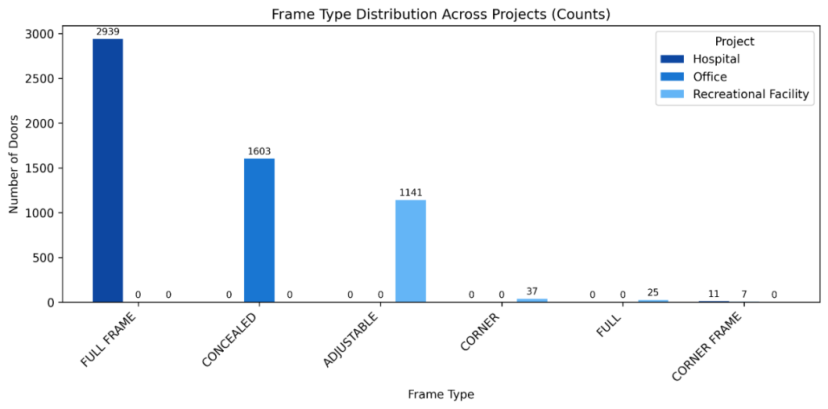 Frame Type Distribution Across Projects (Counts)
Number of Doors
3000
2500
2000
1500
1000
500
0
2939
0
0
0
1603
0
0
0
1141
0
0
37
0
0
25
11
7
0
Project
Hospital
Office
Recreational Facility
FULL FRAME
CONCEALED
ADJUSTABLE
CORNER
FULL
CORNER FRAME
Frame Type